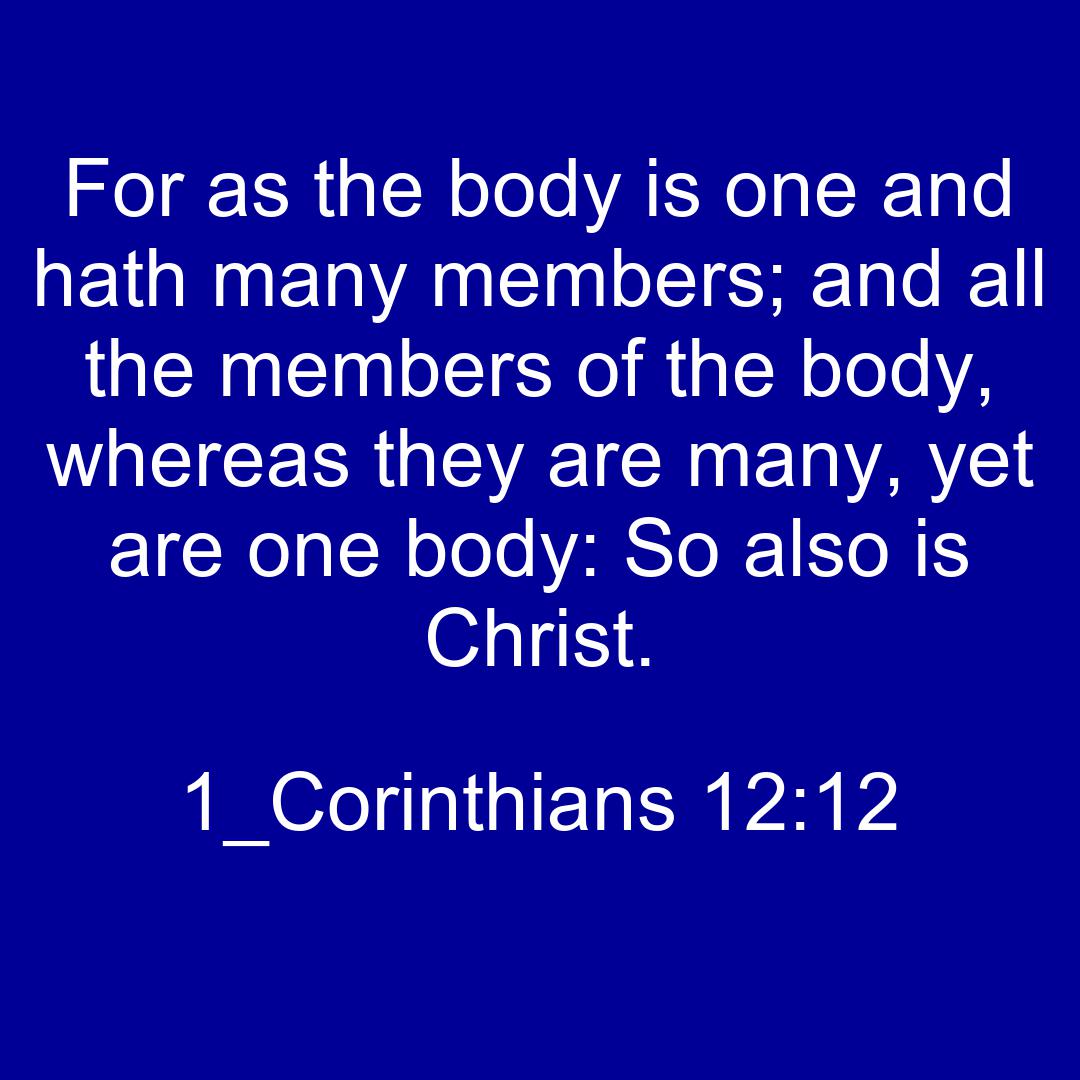 For as the body is one and
hath many members; and all
the members of the body,
whereas they are many, yet
are one body: So also is
Christ.
1_Corinthians 12:12